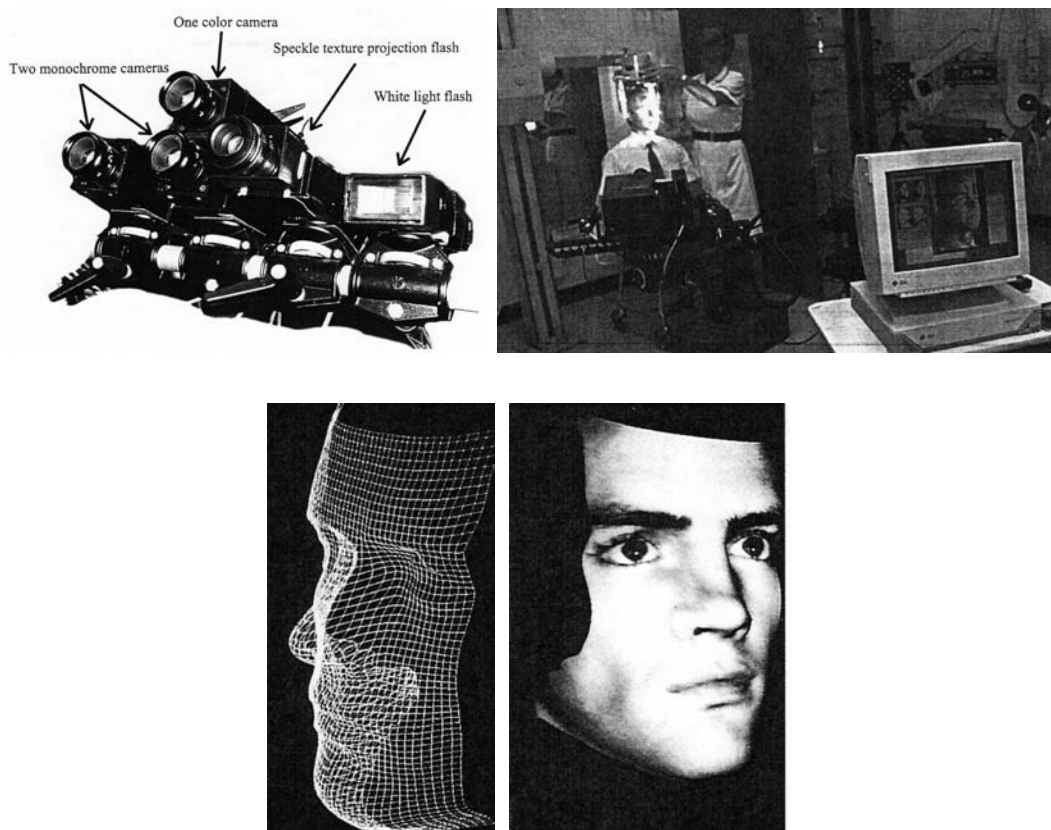 One color camera
Speckle texture projection flash
Two monochrome cameras
White light flash